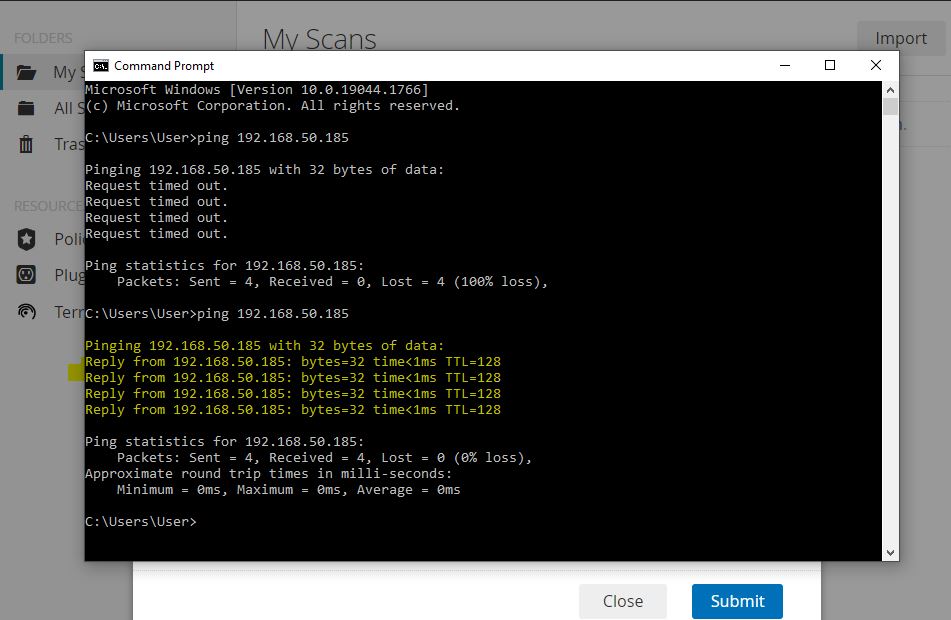 FOLDERS
My Scans
Import
Command Prompt
My S
All S
Tras
RESOURCE
Polic
Plug
Terr
Microsoft Windows [Version 10.0.19044.1766]
(c) Microsoft Corporation. All rights reserved.
C:\Users\User>ping 192.168.50.185
Pinging 192.168.50.185 with 32 bytes of data:
Request timed out.
Request timed out.
Request timed out.
Request timed out.
Ping statistics for 192.168.50.185:
Packets: Sent = 4, Received = 0, Lost = 4 (100% loss),
C:\Users\User>ping 192.168.50.185
Pinging 192.168.50.185 with 32 bytes of data:
Reply from 192.168.50.185: bytes=32 time<1ms TTL=128
Reply from 192.168.50.185: bytes=32 time<1ms TTL=128
Reply from 192.168.50.185: bytes=32 time<1ms TTL=128
Reply from 192.168.50.185: bytes=32 time<1ms TTL=128
Ping statistics for 192.168.50.185:
Packets: Sent = 4, Received = 4, Lost = 0 (0% loss),
Approximate round trip times in milli-seconds:
Minimum = 0ms, Maximum = 0ms, Average = 0ms
C:\Users\User>
Close
Submit